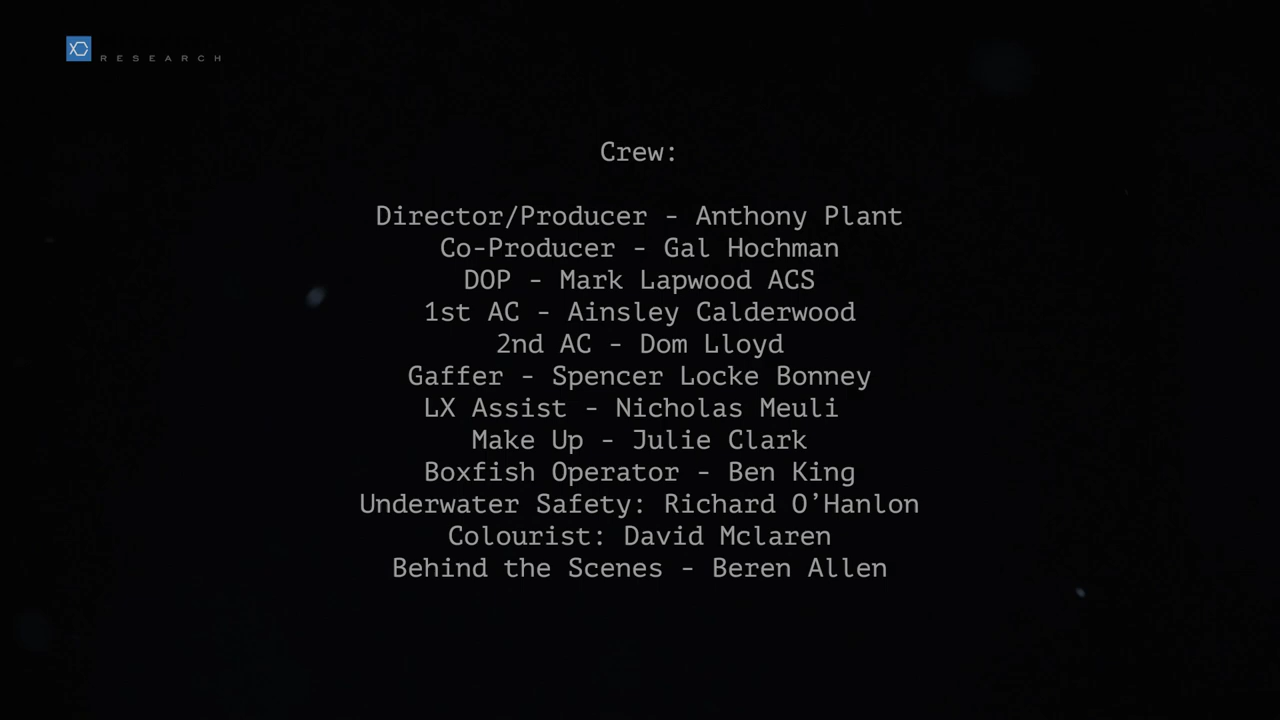 RESEARCH
Crew:
Director/Producer - Anthony Plant
Co-Producer - Gal Hochman
DOP - Mark Lapwood ACS
1st AC - Ainsley Calderwood
2nd AC - Dom Lloyd
Gaffer - Spencer Locke Bonney
LX Assist - Nicholas Meuli
Make Up - Julie Clark
Boxfish Operator - Ben King
Underwater Safety: Richard O’Hanlon
Colourist: David Mclaren
Behind the Scenes - Beren Allen